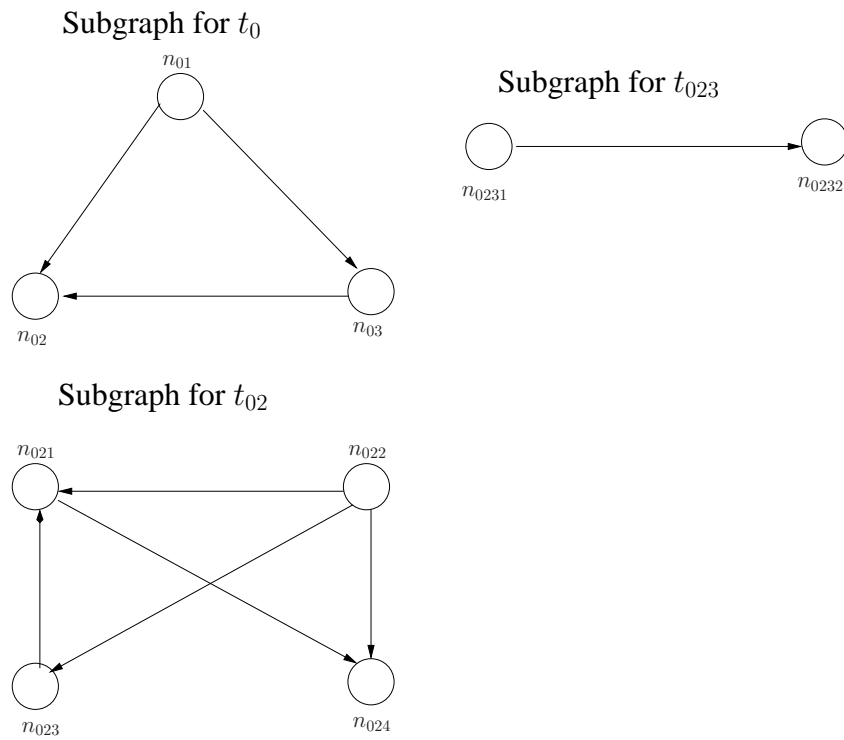 Subgraph for t₀
n₀₁
n₀₂
n₀₃
Subgraph for t₀₂₃
n₀₂₃₁
n₀₂₃₂
Subgraph for t₀₂
n₀₂₁
n₀₂₂
n₀₂₃
n₀₂₄